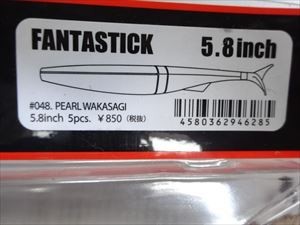 FANTASTICK 5.8inch
#048. PEARL WAKASAGI
5.8inch 5pcs. ¥850 (税抜)
4580362946285